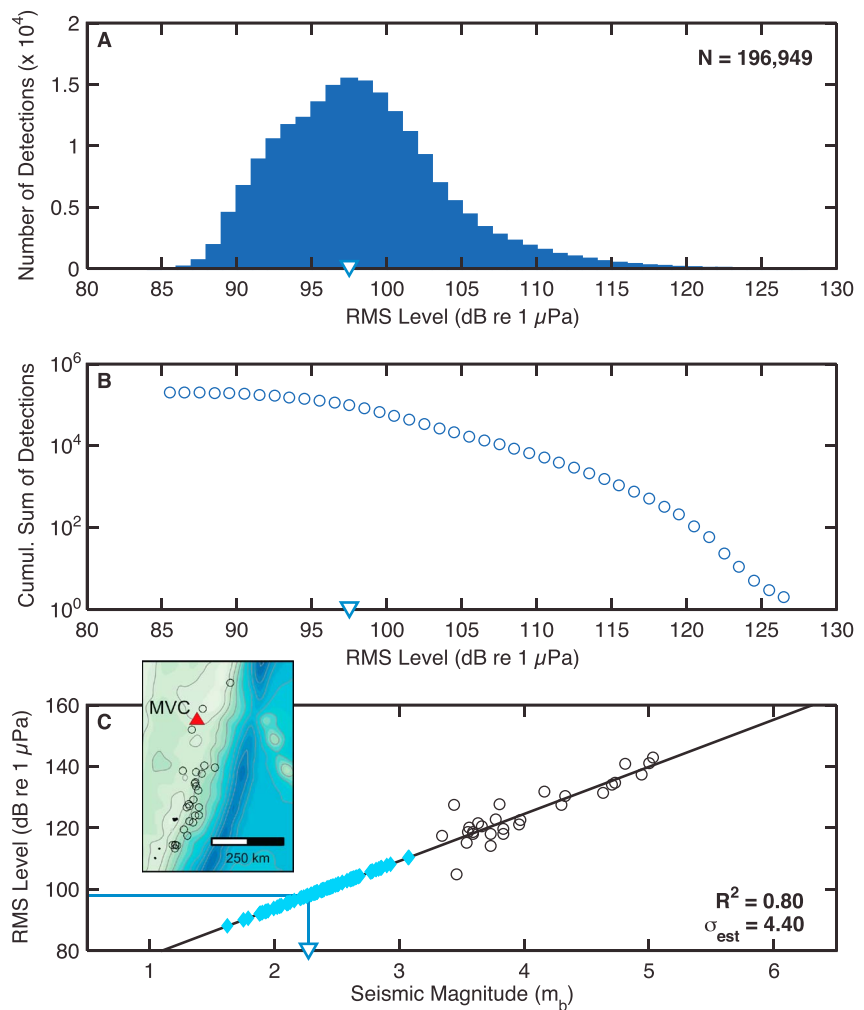 A
N = 196,949
Number of Detections (x 10⁴)
2
1.5
1
0.5
0
80 85 90 95 100 105 110 115 120 125 130
RMS Level (dB re 1 µPa)
B
Cumul. Sum of Detections
10⁶
10⁴
10²
10⁰
80 85 90 95 100 105 110 115 120 125 130
RMS Level (dB re 1 µPa)
MVC
250 km
C
RMS Level (dB re 1 µPa)
160
140
120
100
80
R² = 0.80
σest = 4.40
1 2 3 4 5 6
Seismic Magnitude (mb)